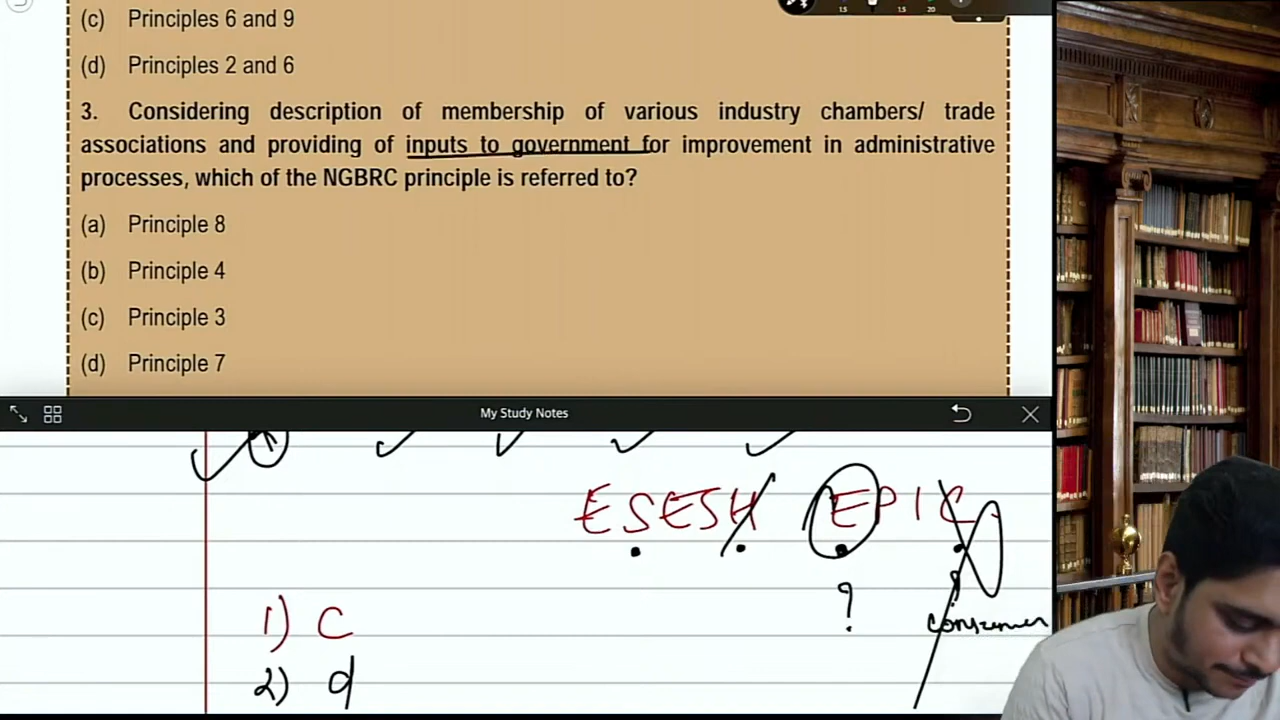 (c) Principles 6 and 9
(d) Principles 2 and 6
3. Considering description of membership of various industry chambers/ trade
associations and providing of inputs to government for improvement in administrative
processes, which of the NGBRC principle is referred to?
(a) Principle 8
(b) Principle 4
(c) Principle 3
(d) Principle 7
My Study Notes
ESESH EPIC
?
consumer
1) C
2) d